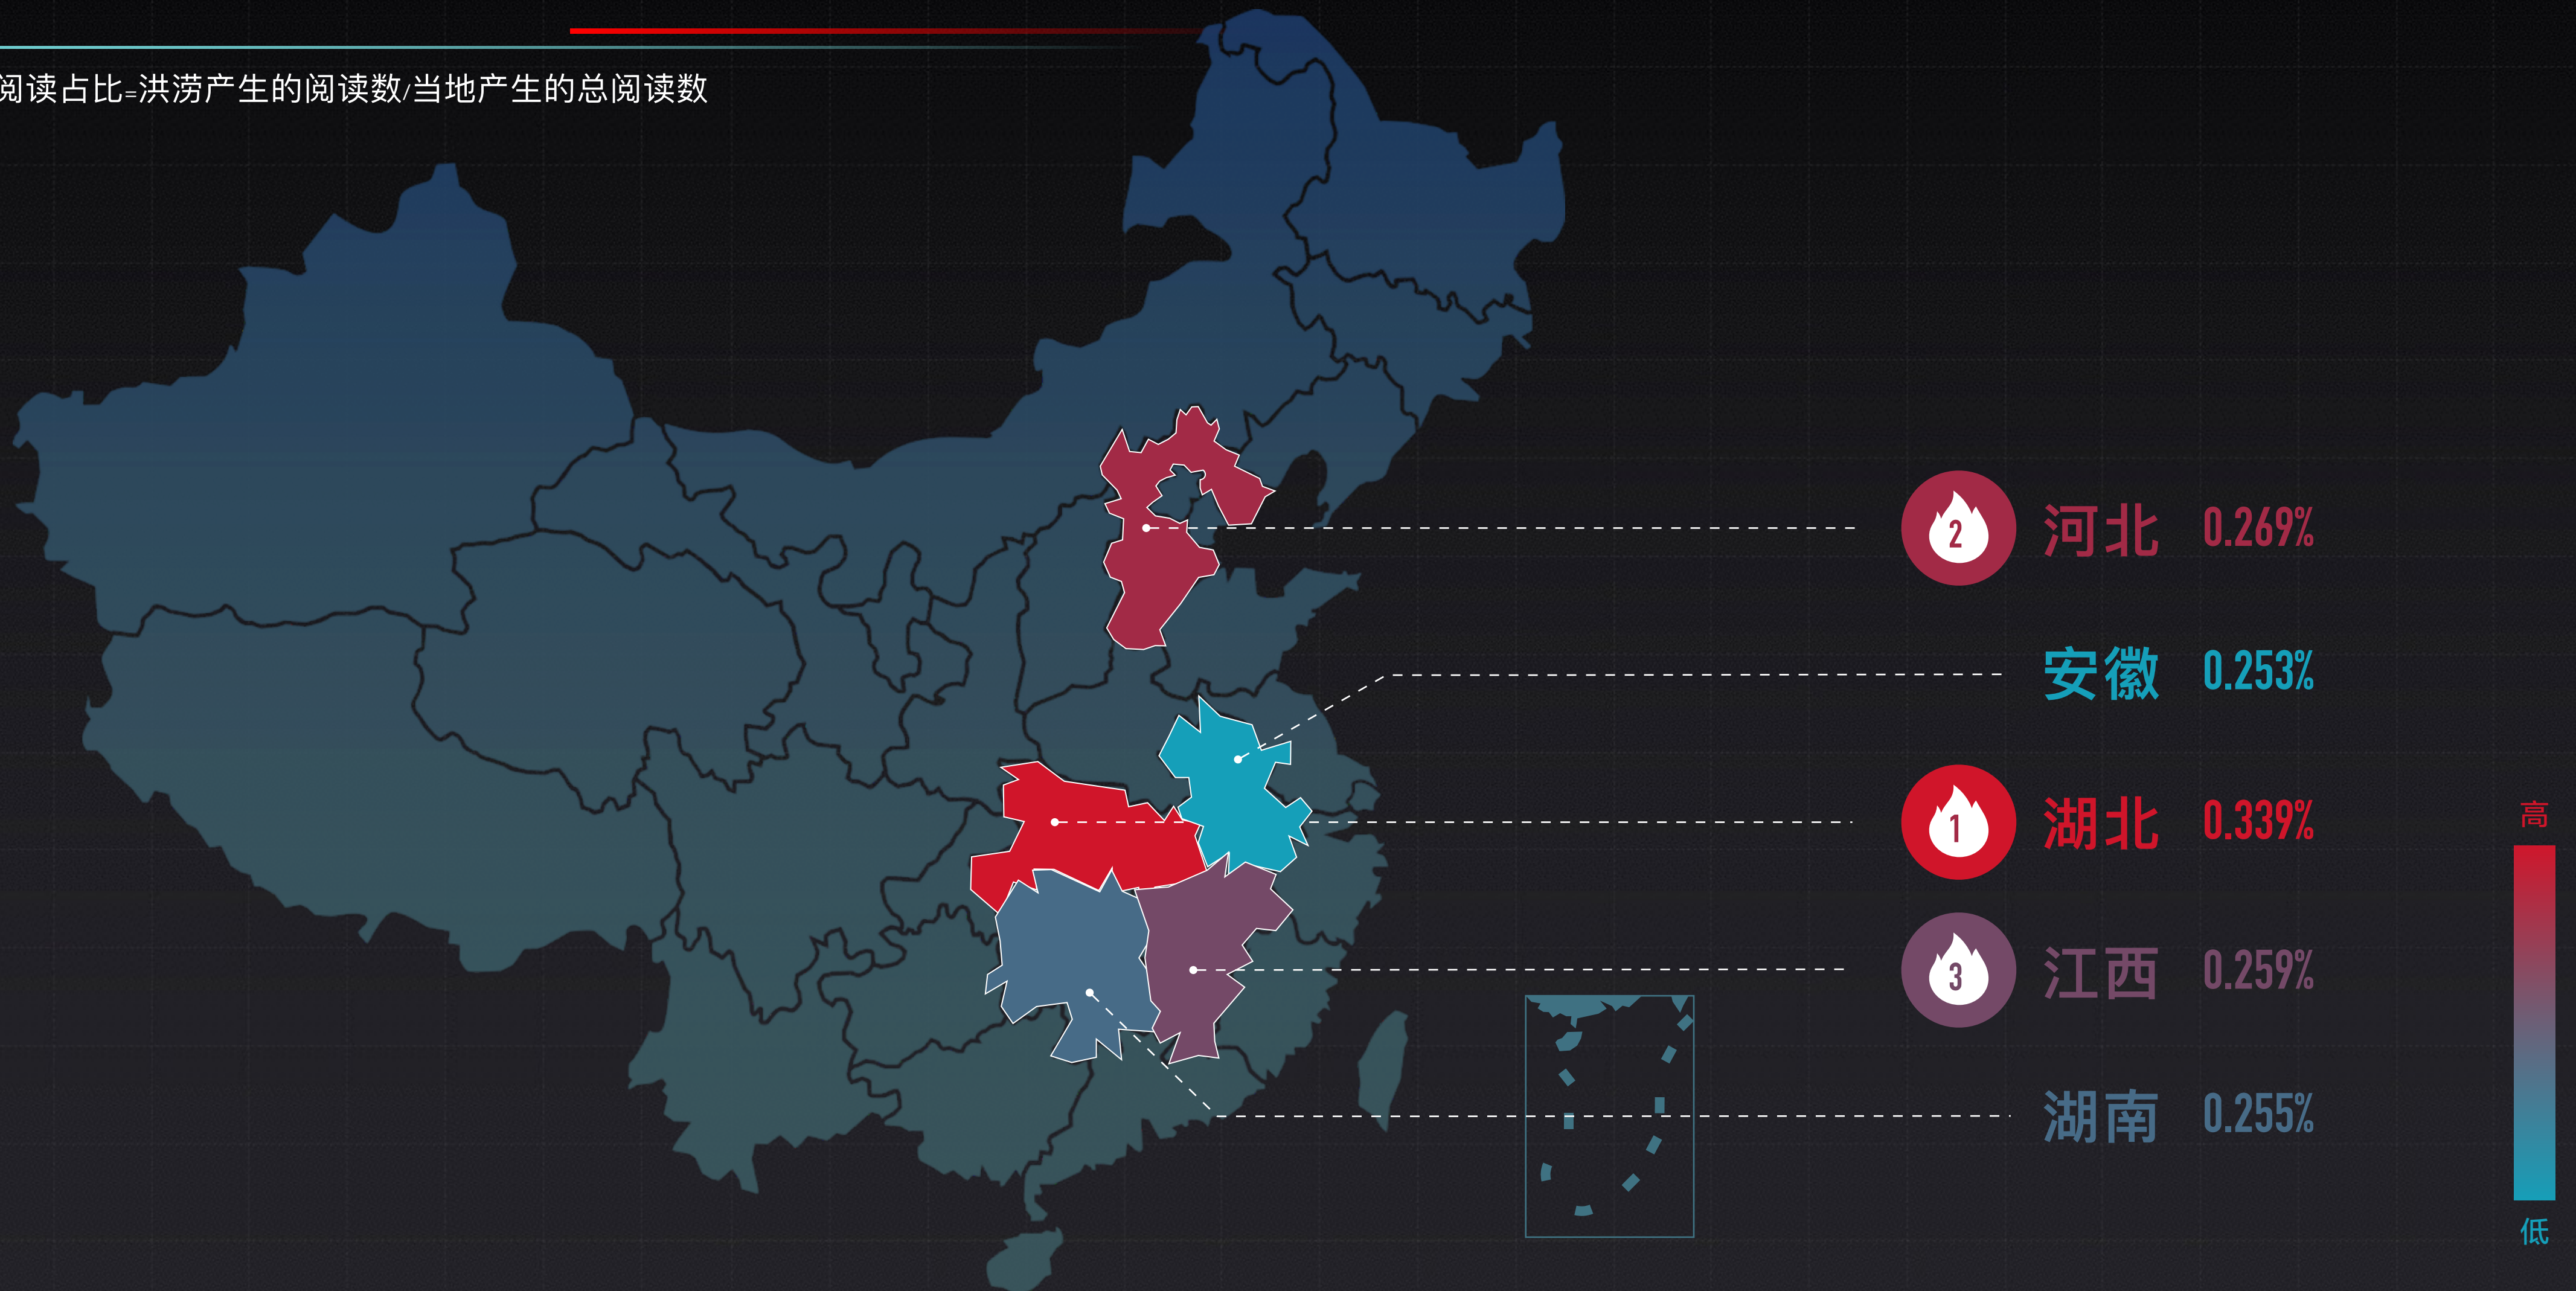 阅读占比=洪涝产生的阅读数/当地产生的总阅读数
2 河北 0.269%
安徽 0.253%
1 湖北 0.339%
高
3 江西 0.259%
湖南 0.255%
低